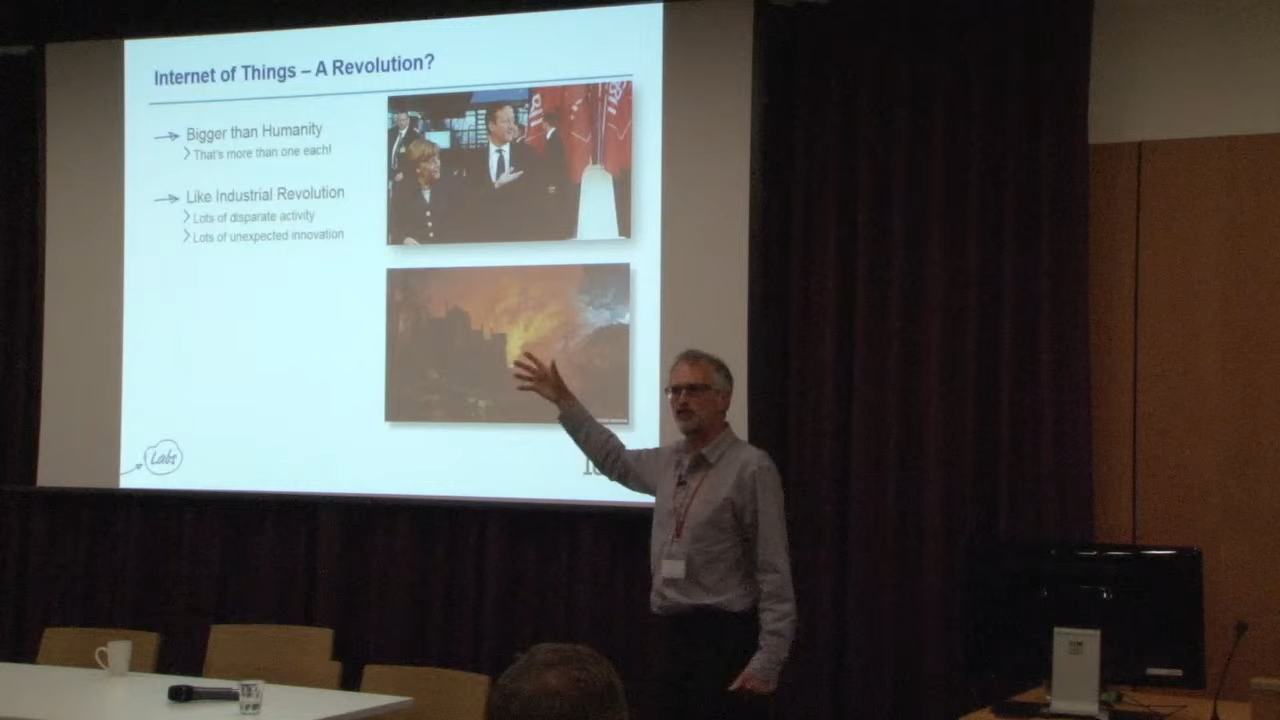 Internet of Things – A Revolution?
Bigger than Humanity
That's more than one each!
Like Industrial Revolution
Lots of disparate activity
Lots of unexpected innovation
Labs